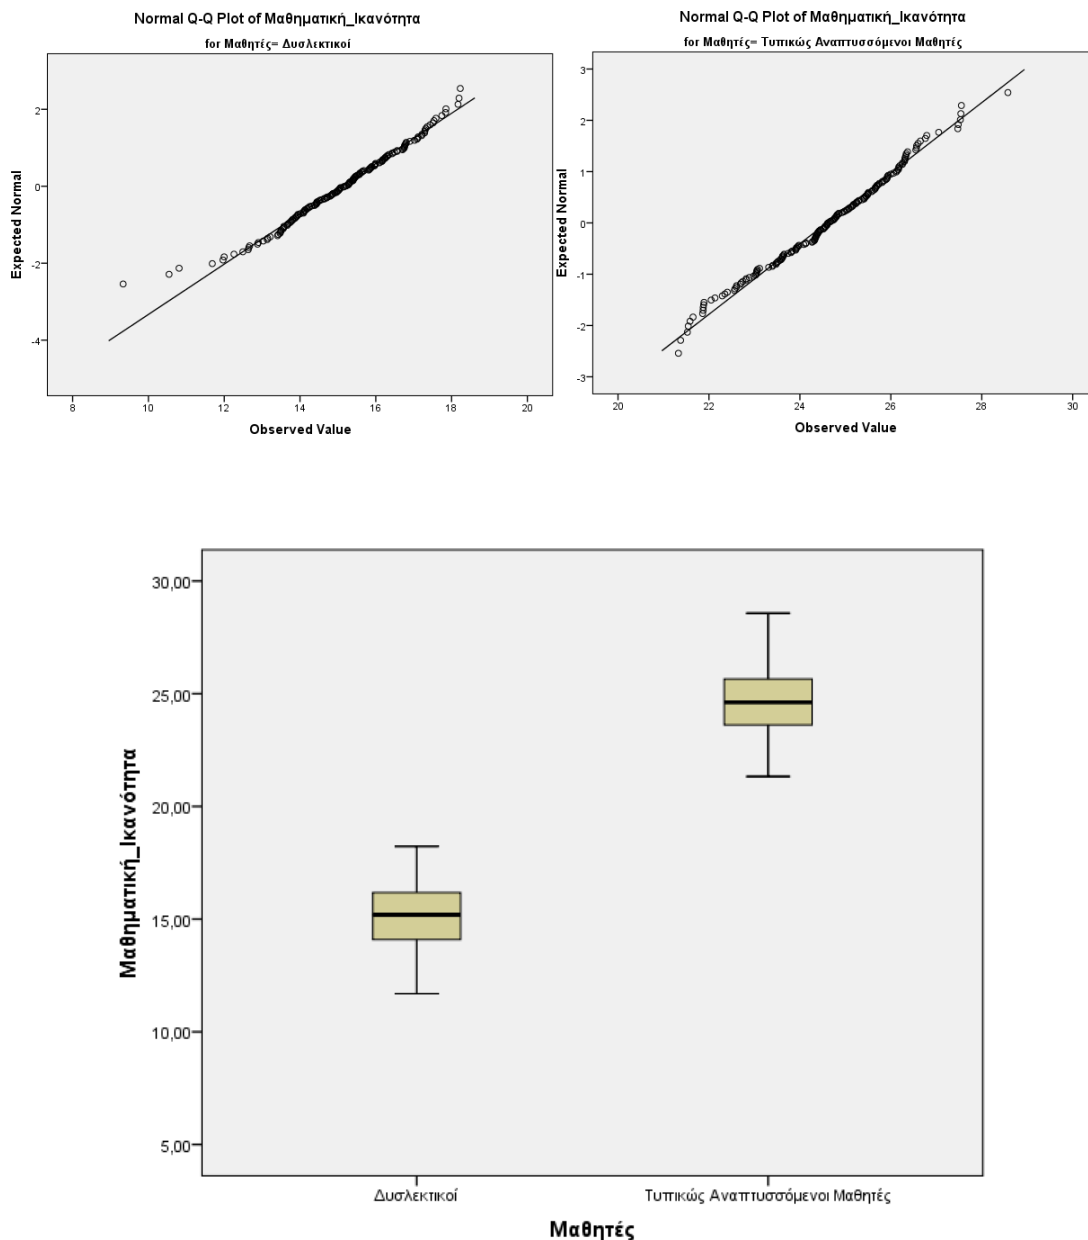 Normal Q-Q Plot of Μαθηματική_Ικανότητα
for Μαθητές= Δυσλεκτικοί
Expected Normal
2
0
-2
-4
8 10 12 14 16 18 20
Observed Value
Normal Q-Q Plot of Μαθηματική_Ικανότητα
for Μαθητές= Τυπικώς Αναπτυσσόμενοι Μαθητές
Expected Normal
3
2
1
0
-1
-2
-3
20 22 24 26 28 30
Observed Value
Μαθηματική_Ικανότητα
30,00
25,00
20,00
15,00
10,00
5,00
Δυσλεκτικοί Τυπικώς Αναπτυσσόμενοι Μαθητές
Μαθητές